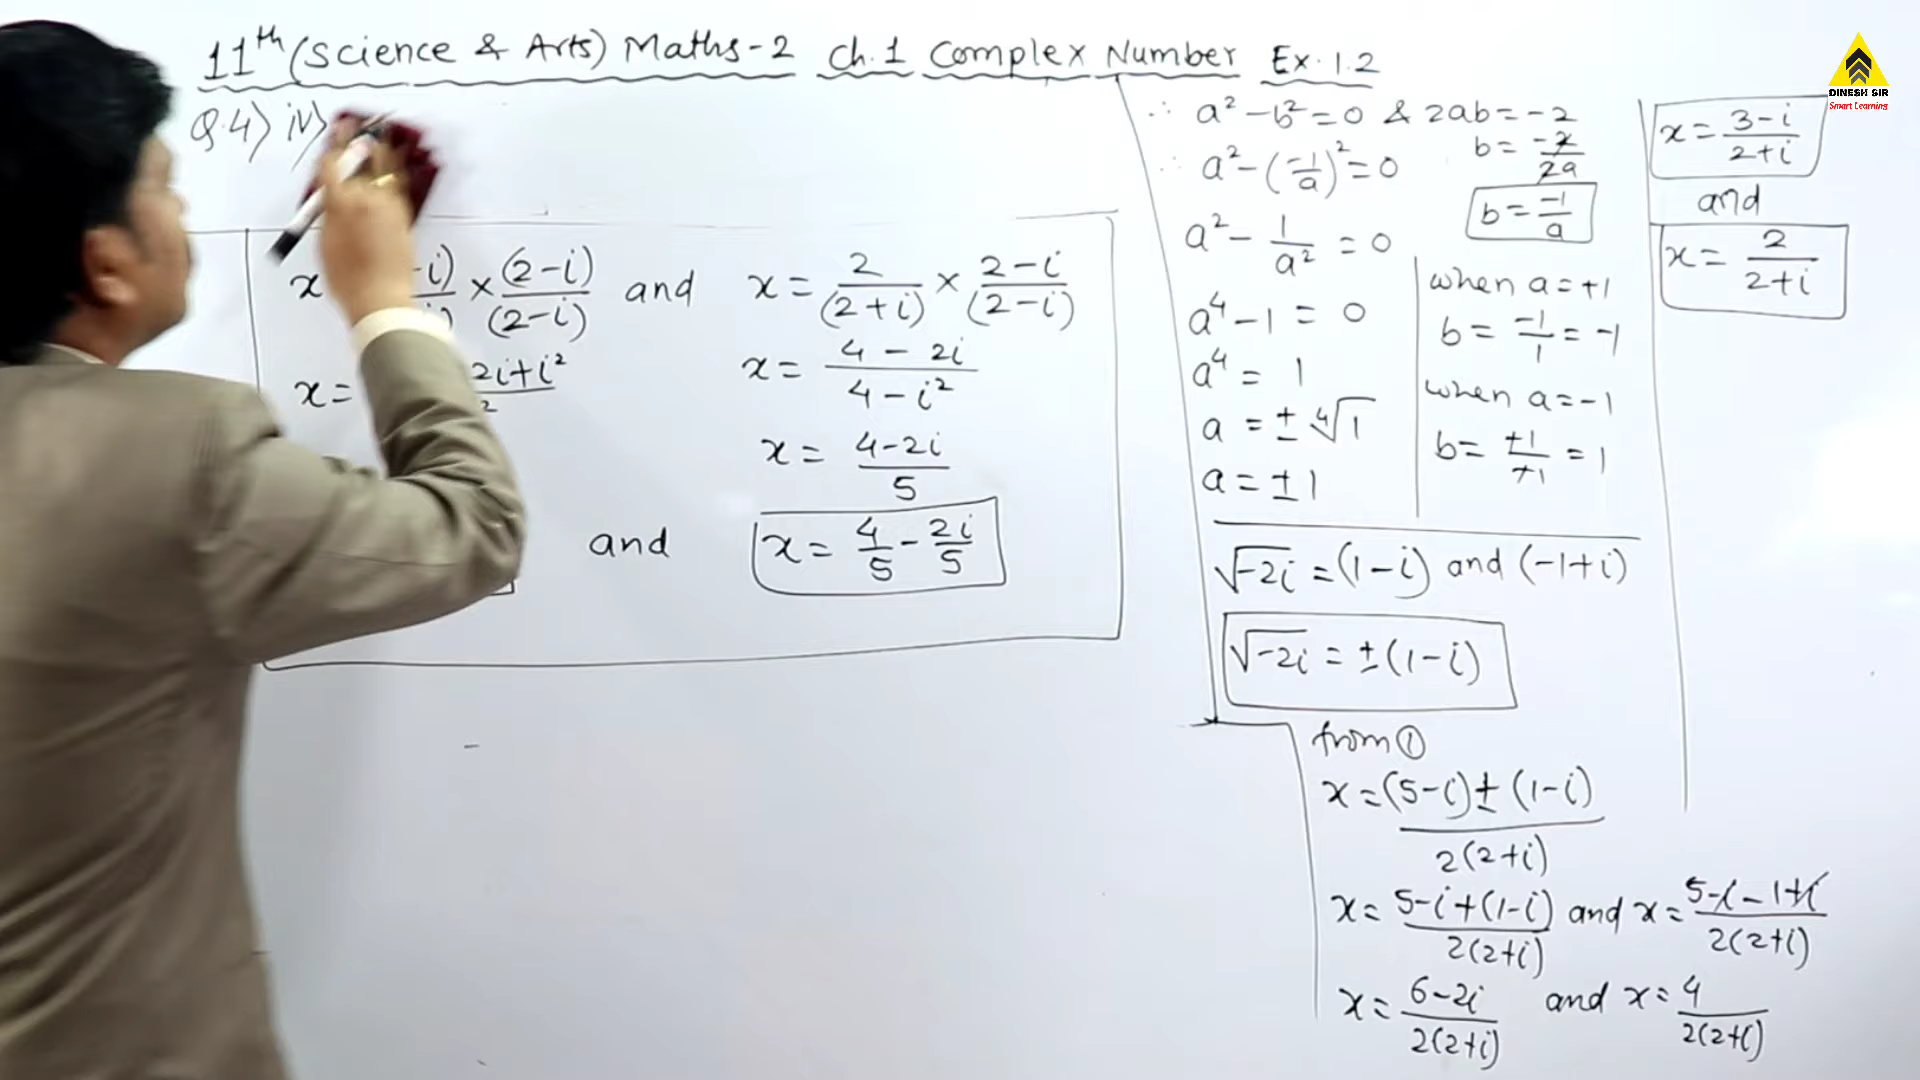 11th (Science & Arts) Maths-2 Ch.1 Complex Number Ex.1.2
Q.4) iv)
-i) × (2-i)/(2-i) and x = 2/(2+i) × 2-i/(2-i)
x = 2i+i² x = 4-2i/4-i²
x = 4-2i/5
and x = 4/5 - 2i/5
∴ a²-b²=0 & 2ab=-2
∴ a²-(-1/a)²=0 b = -2/2a
a² - 1/a² = 0 b = -1/a
a⁴-1 = 0
a⁴ = 1
a = ± ⁴√1
a = ±1
when a=+1
b = -1/1 = -1
when a=-1
b = +1/+1 = 1
√-2i = (1-i) and (-1+i)
√-2i = ±(1-i)
from ①
x = (5-i)±(1-i)/2(2+i)
x = 5-i+(1-i)/2(2+i) and x = 5-i-1+i/2(2+i)
x = 6-2i/2(2+i) and x = 4/2(2+i)
x = 3-i/2+i
and
x = 2/2+i
DINESH SIR
Smart Learning